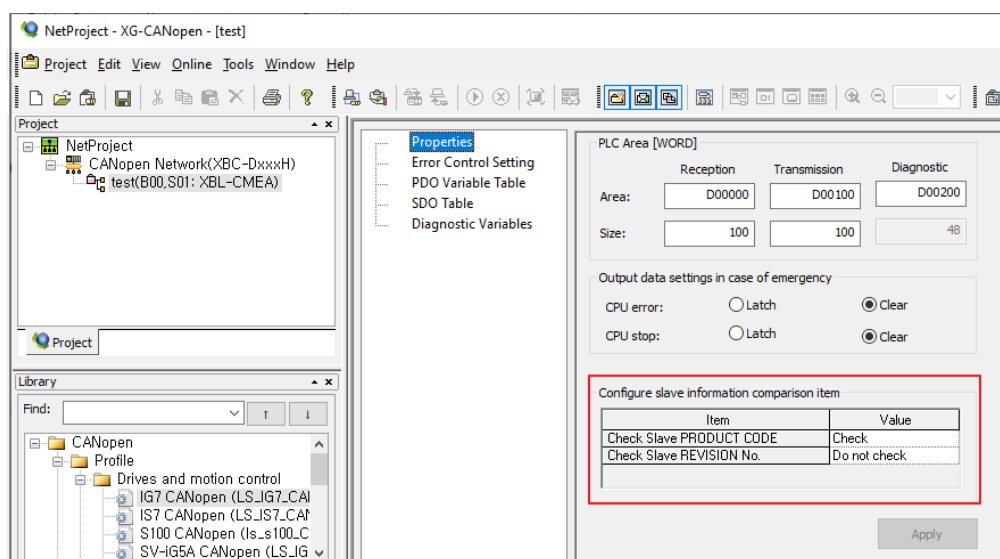 NetProject - XG-CANopen - [test]
Project Edit View Online Tools Window Help
Project
NetProject
CANopen Network(XBC-DxxxH)
test(B00,S01: XBL-CMEA)
Project
Library
Find:
CANopen
Profile
Drives and motion control
IG7 CANopen (LS_IG7_CAI
IS7 CANopen (LS_IS7_CAN
S100 CANopen (ls_s100_C
SV-iG5A CANopen (LS_IG
Properties
Error Control Setting
PDO Variable Table
SDO Table
Diagnostic Variables
PLC Area [WORD]
Reception Transmission Diagnostic
Area: D00000 D00100 D00200
Size: 100 100 48
Output data settings in case of emergency
CPU error: Latch Clear
CPU stop: Latch Clear
Configure slave information comparison item
Item Value
Check Slave PRODUCT CODE Check
Check Slave REVISION No. Do not check
Apply